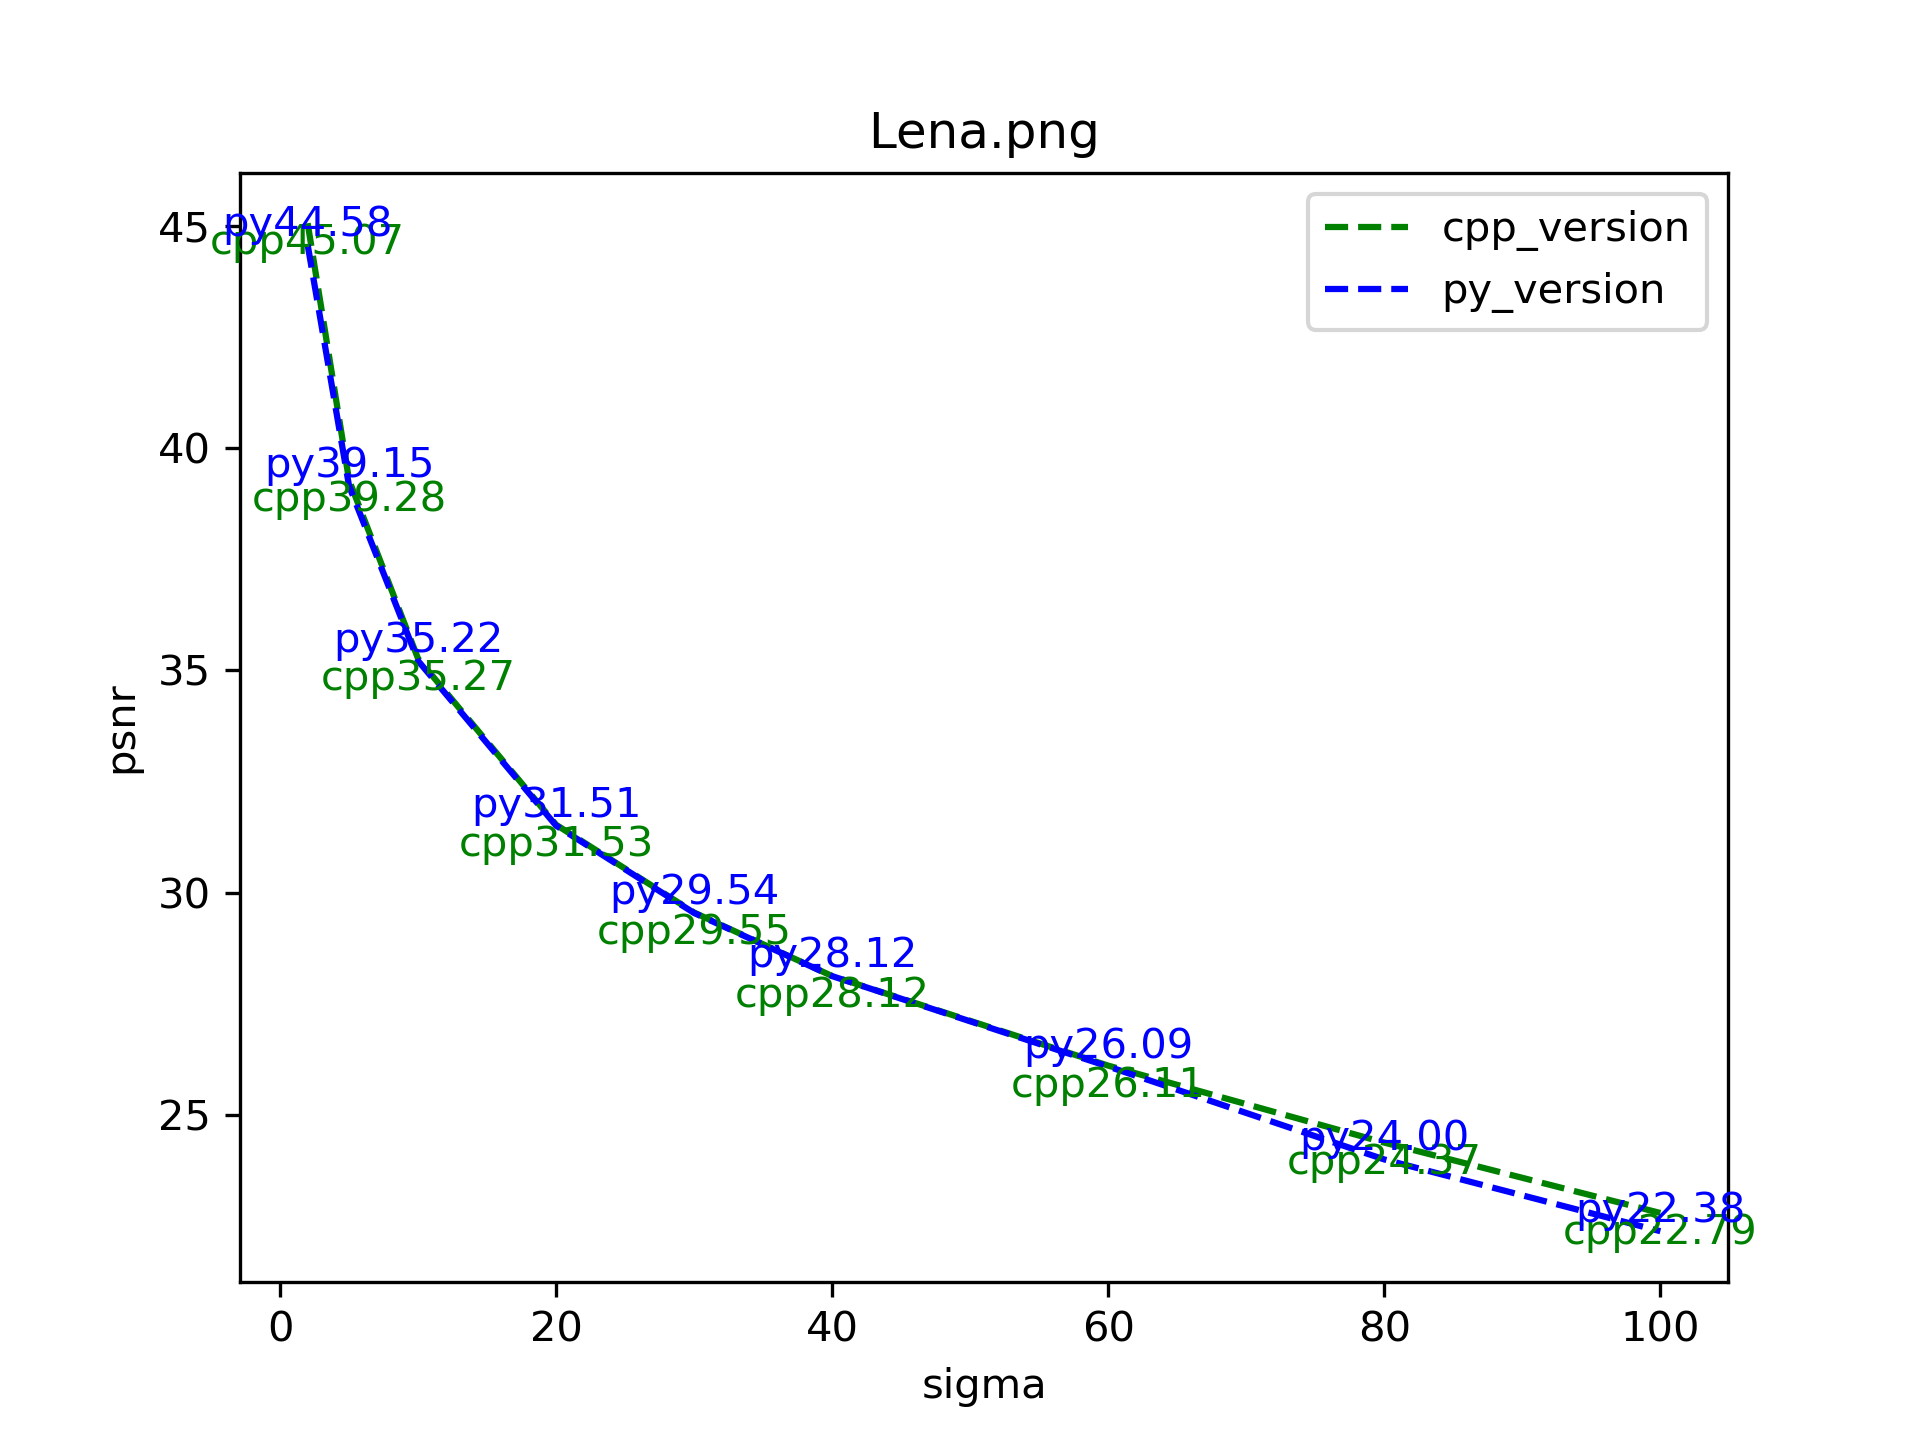 Lena.png
cpp_version
py_version
45
40
35
30
25
psnr
py44.58
cpp45.07
py39.15
cpp39.28
py35.22
cpp35.27
py31.51
cpp31.53
py29.54
cpp29.55
py28.12
cpp28.12
py26.09
cpp26.11
py24.00
cpp24.37
py22.38
cpp22.79
0 20 40 60 80 100
sigma